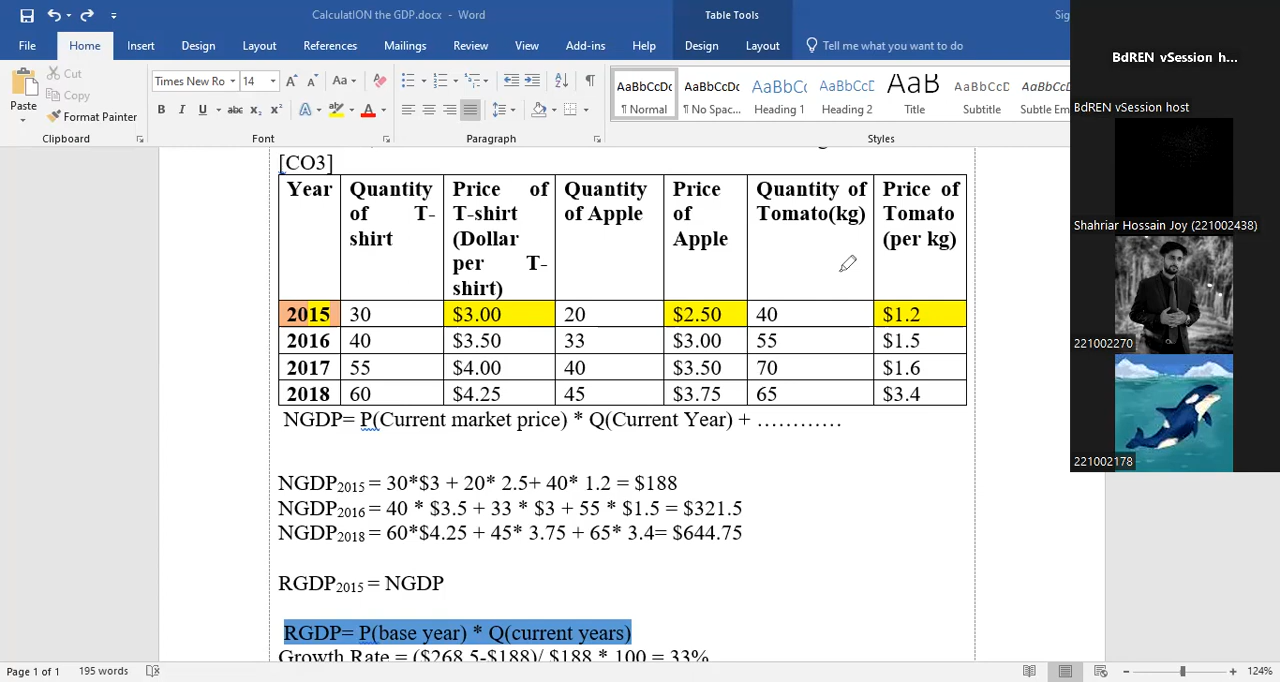 CalculatION the GDP.docx - Word
Table Tools
Sig
File
Home
Insert
Design
Layout
References
Mailings
Review
View
Add-ins
Help
Design
Layout
Tell me what you want to do
Paste
Cut
Copy
Format Painter
Clipboard
Times New Ro
14
Font
Paragraph
AaBbCcDc
¶ Normal
AaBbCcDc
¶ No Spac...
AaBbCc
Heading 1
AaBbCcD
Heading 2
AaB
Title
AaBbCcD
Subtitle
AaBbCcDc
Subtle Em
Styles
BdREN vSession h...
BdREN vSession host
Shahriar Hossain Joy (221002438)
221002270
221002178
[CO3]
Year
Quantity
of T-
shirt
Price of
T-shirt
(Dollar
per T-
shirt)
Quantity
of Apple
Price
of
Apple
Quantity of
Tomato(kg)
Price of
Tomato
(per kg)
2015 30 $3.00 20 $2.50 40 $1.2
2016 40 $3.50 33 $3.00 55 $1.5
2017 55 $4.00 40 $3.50 70 $1.6
2018 60 $4.25 45 $3.75 65 $3.4
NGDP= P(Current market price) * Q(Current Year) + …………
NGDP2015 = 30*$3 + 20* 2.5+ 40* 1.2 = $188
NGDP2016 = 40 * $3.5 + 33 * $3 + 55 * $1.5 = $321.5
NGDP2018 = 60*$4.25 + 45* 3.75 + 65* 3.4= $644.75
RGDP2015 = NGDP
RGDP= P(base year) * Q(current years)
Growth Rate = ($268.5-$188)/ $188 * 100 = 33%
Page 1 of 1
195 words
124%